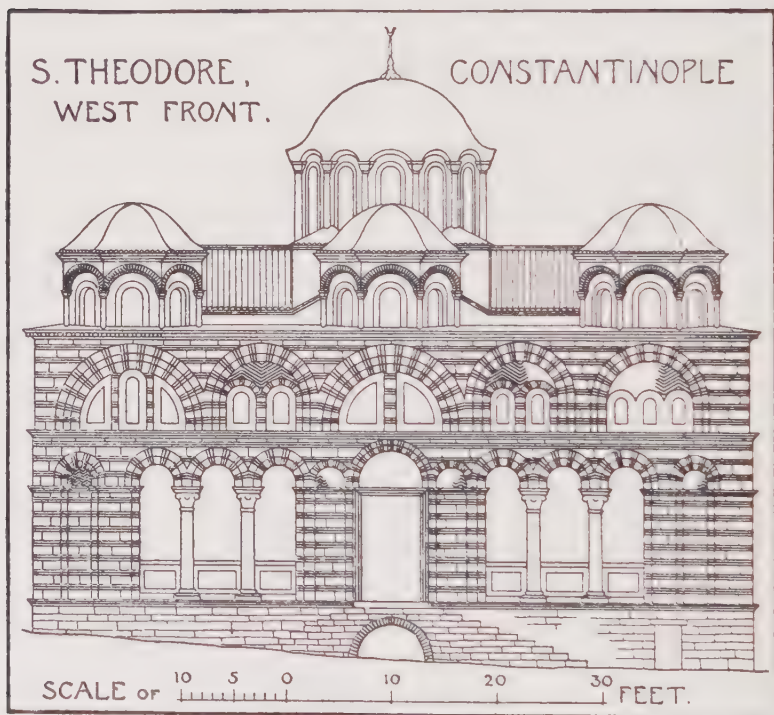 S. THEODORE, CONSTANTINOPLE
WEST FRONT.
SCALE OF 10 5 0 10 20 30 FEET.